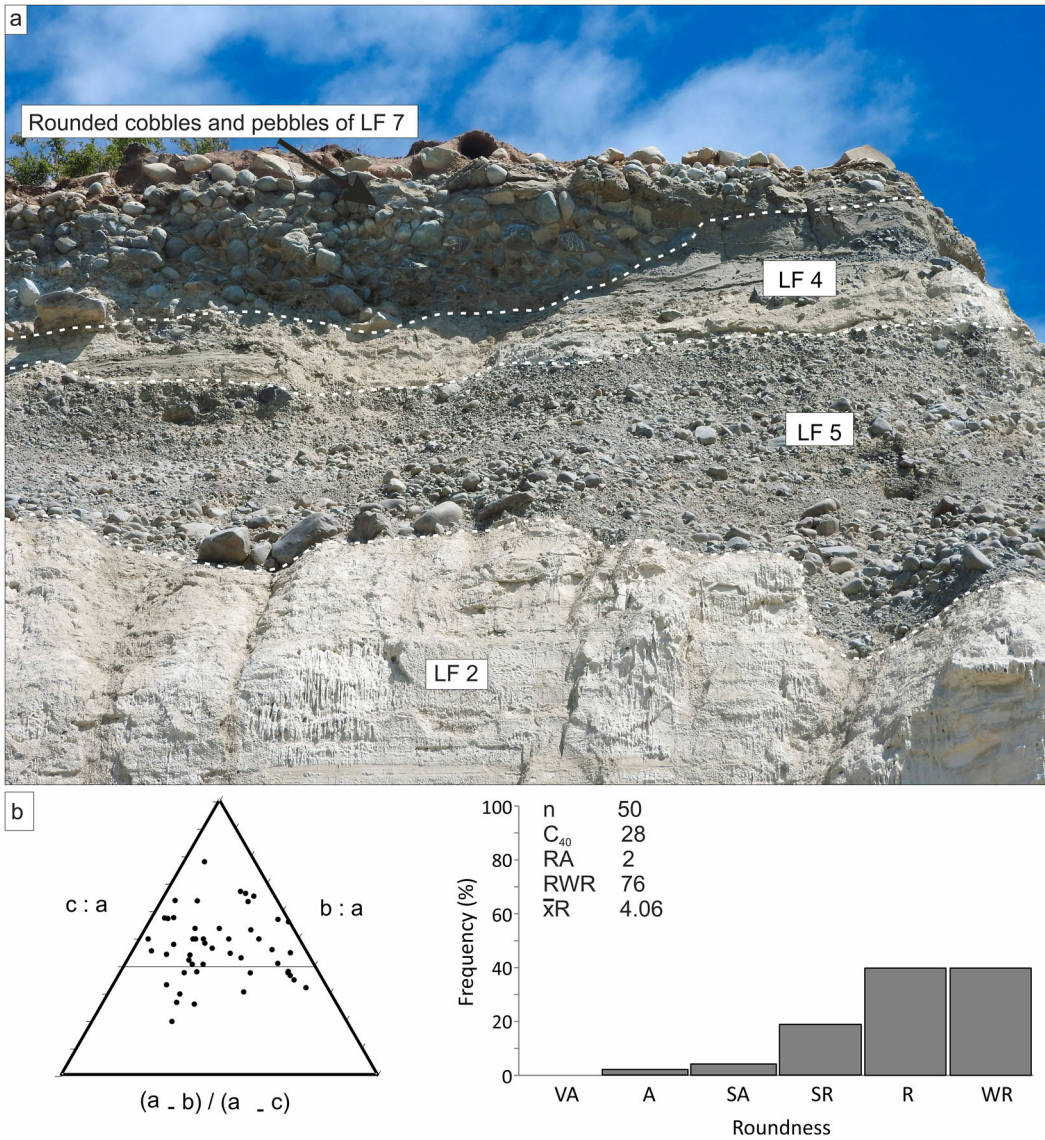 a
Rounded cobbles and pebbles of LF 7
LF 4
LF 5
LF 2
b
c : a
b : a
(a - b) / (a - c)
n 50
C₄₀ 28
RA 2
RWR 76
x̄R 4.06
Frequency (%)
100
80
60
40
20
0
VA A SA SR R WR
Roundness